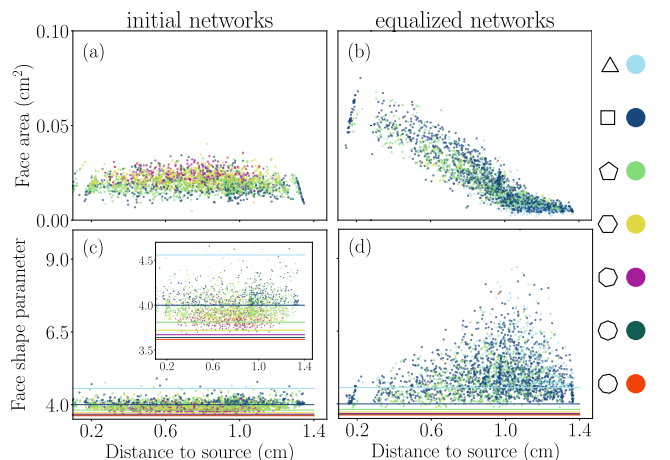 initial networks
equalized networks
Face area (cm²)
0.10
0.05
0.00
(a)
(b)
Face shape parameter
9.0
6.5
4.0
(c)
4.5
4.0
3.5
0.2
0.6
1.0
1.4
(d)
0.2
0.6
1.0
1.4
0.2
0.6
1.0
1.4
Distance to source (cm)
Distance to source (cm)